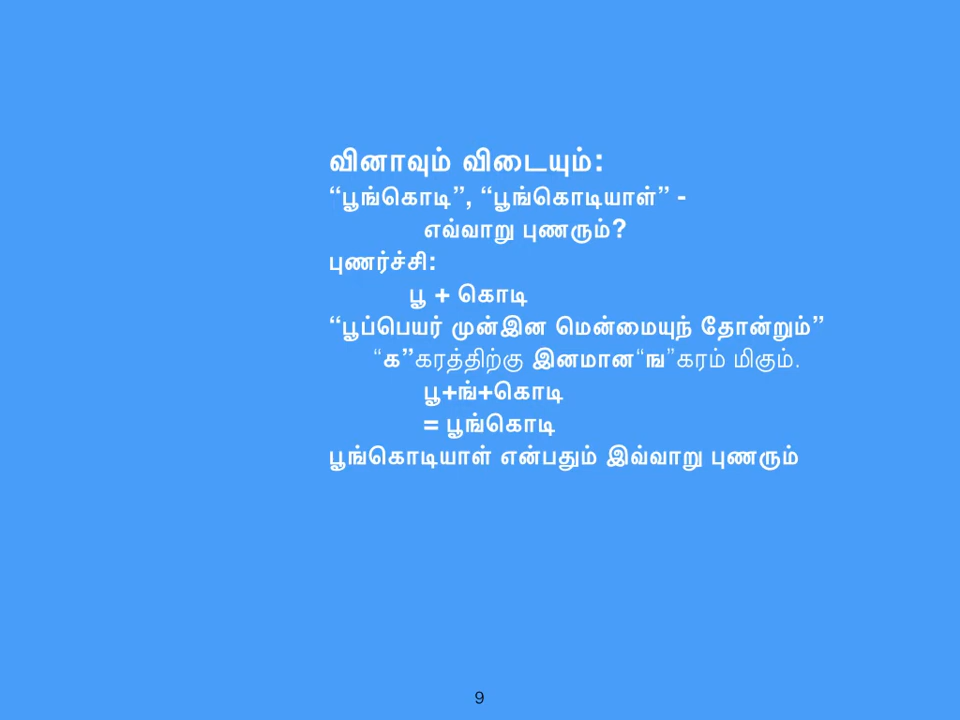 வினாவும் விடையும்:
“பூங்கொடி”, “பூங்கொடியாள்” -
எவ்வாறு புணரும்?
புணர்ச்சி:
பூ + கொடி
“பூப்பெயர் முன்இன மென்மையுந் தோன்றும்”
“க”கரத்திற்கு இனமான“ங”கரம் மிகும்.
பூ+ங்+கொடி
= பூங்கொடி
பூங்கொடியாள் என்பதும் இவ்வாறு புணரும்
9